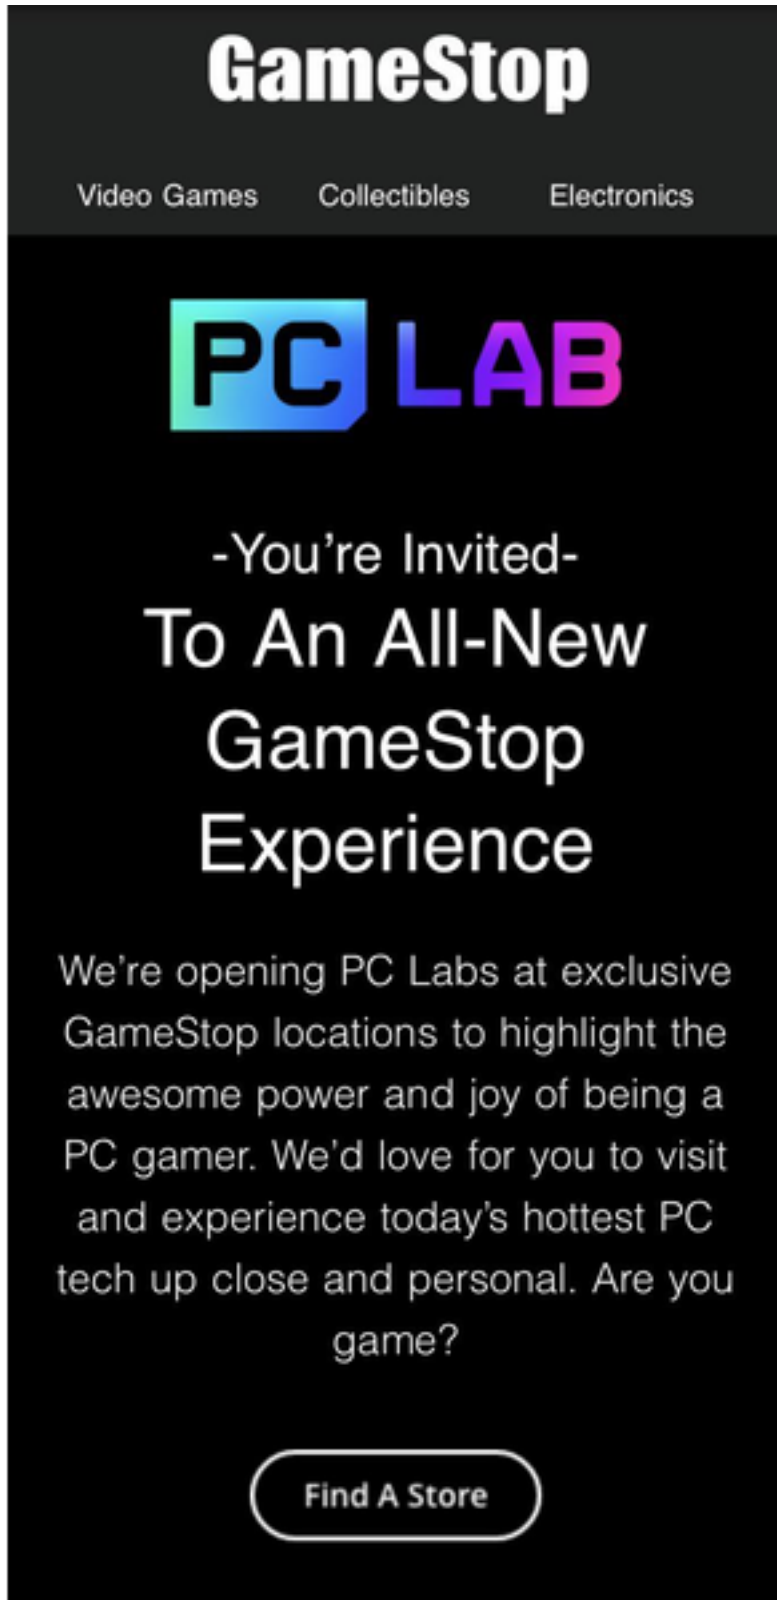 GameStop
Video Games Collectibles Electronics
PC LAB
-You're Invited-
To An All-New
GameStop
Experience
We're opening PC Labs at exclusive
GameStop locations to highlight the
awesome power and joy of being a
PC gamer. We'd love for you to visit
and experience today's hottest PC
tech up close and personal. Are you
game?
Find A Store